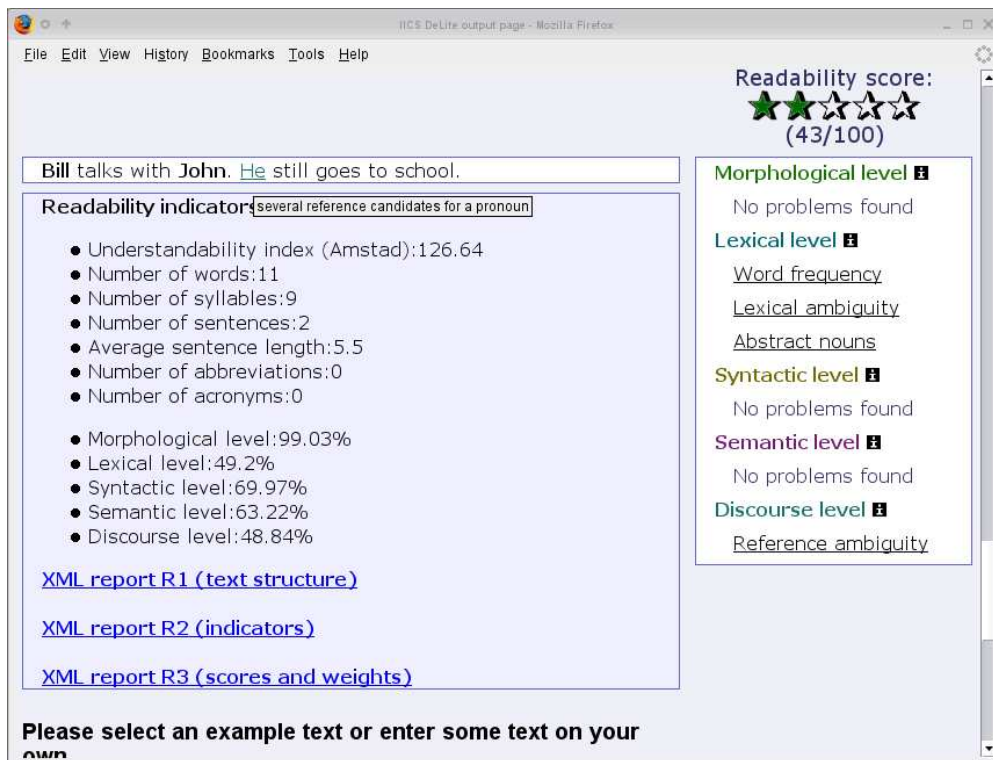 IICS DeLite output page - Mozilla Firefox
File Edit View History Bookmarks Tools Help
Readability score:
(43/100)
Bill talks with John. He still goes to school.
Readability indicators
several reference candidates for a pronoun
Understandability index (Amstad):126.64
Number of words:11
Number of syllables:9
Number of sentences:2
Average sentence length:5.5
Number of abbreviations:0
Number of acronyms:0
Morphological level:99.03%
Lexical level:49.2%
Syntactic level:69.97%
Semantic level:63.22%
Discourse level:48.84%
XML report R1 (text structure)
XML report R2 (indicators)
XML report R3 (scores and weights)
Morphological level i
No problems found
Lexical level i
Word frequency
Lexical ambiguity
Abstract nouns
Syntactic level i
No problems found
Semantic level i
No problems found
Discourse level i
Reference ambiguity
Please select an example text or enter some text on your
own